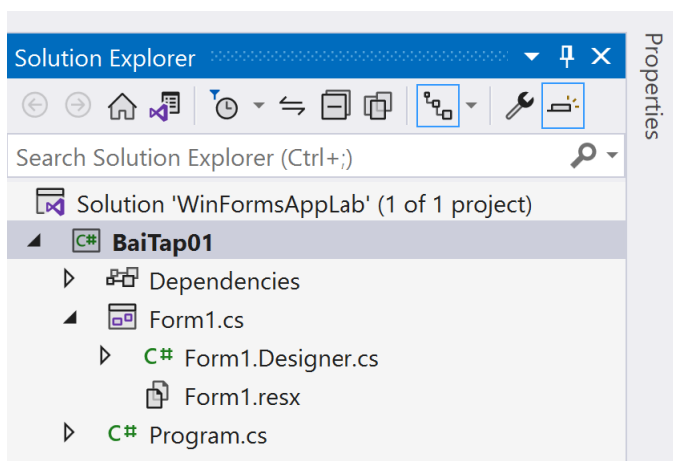 Solution Explorer
Properties
Search Solution Explorer (Ctrl+;)
Solution 'WinFormsAppLab' (1 of 1 project)
C# BaiTap01
Dependencies
Form1.cs
C# Form1.Designer.cs
Form1.resx
C# Program.cs